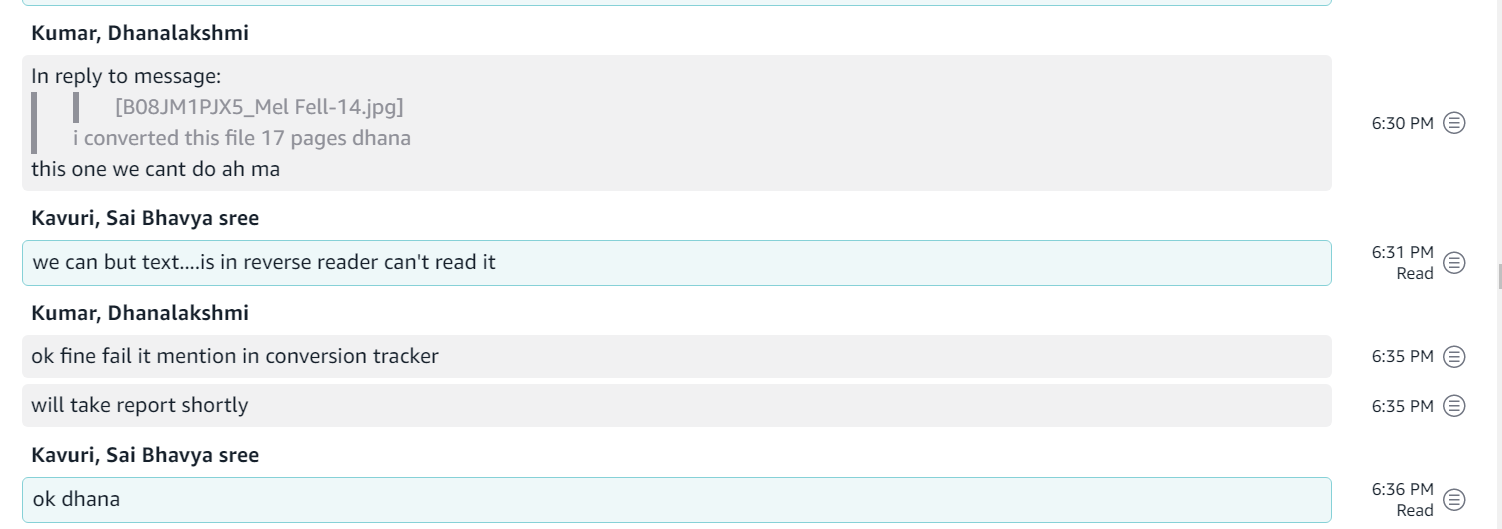 Kumar, Dhanalakshmi
In reply to message:
[B08JM1PJX5_Mel Fell-14.jpg]
i converted this file 17 pages dhana
this one we cant do ah ma
6:30 PM
Kavuri, Sai Bhavya sree
we can but text....is in reverse reader can't read it
6:31 PM
Read
Kumar, Dhanalakshmi
ok fine fail it mention in conversion tracker
6:35 PM
will take report shortly
6:35 PM
Kavuri, Sai Bhavya sree
ok dhana
6:36 PM
Read